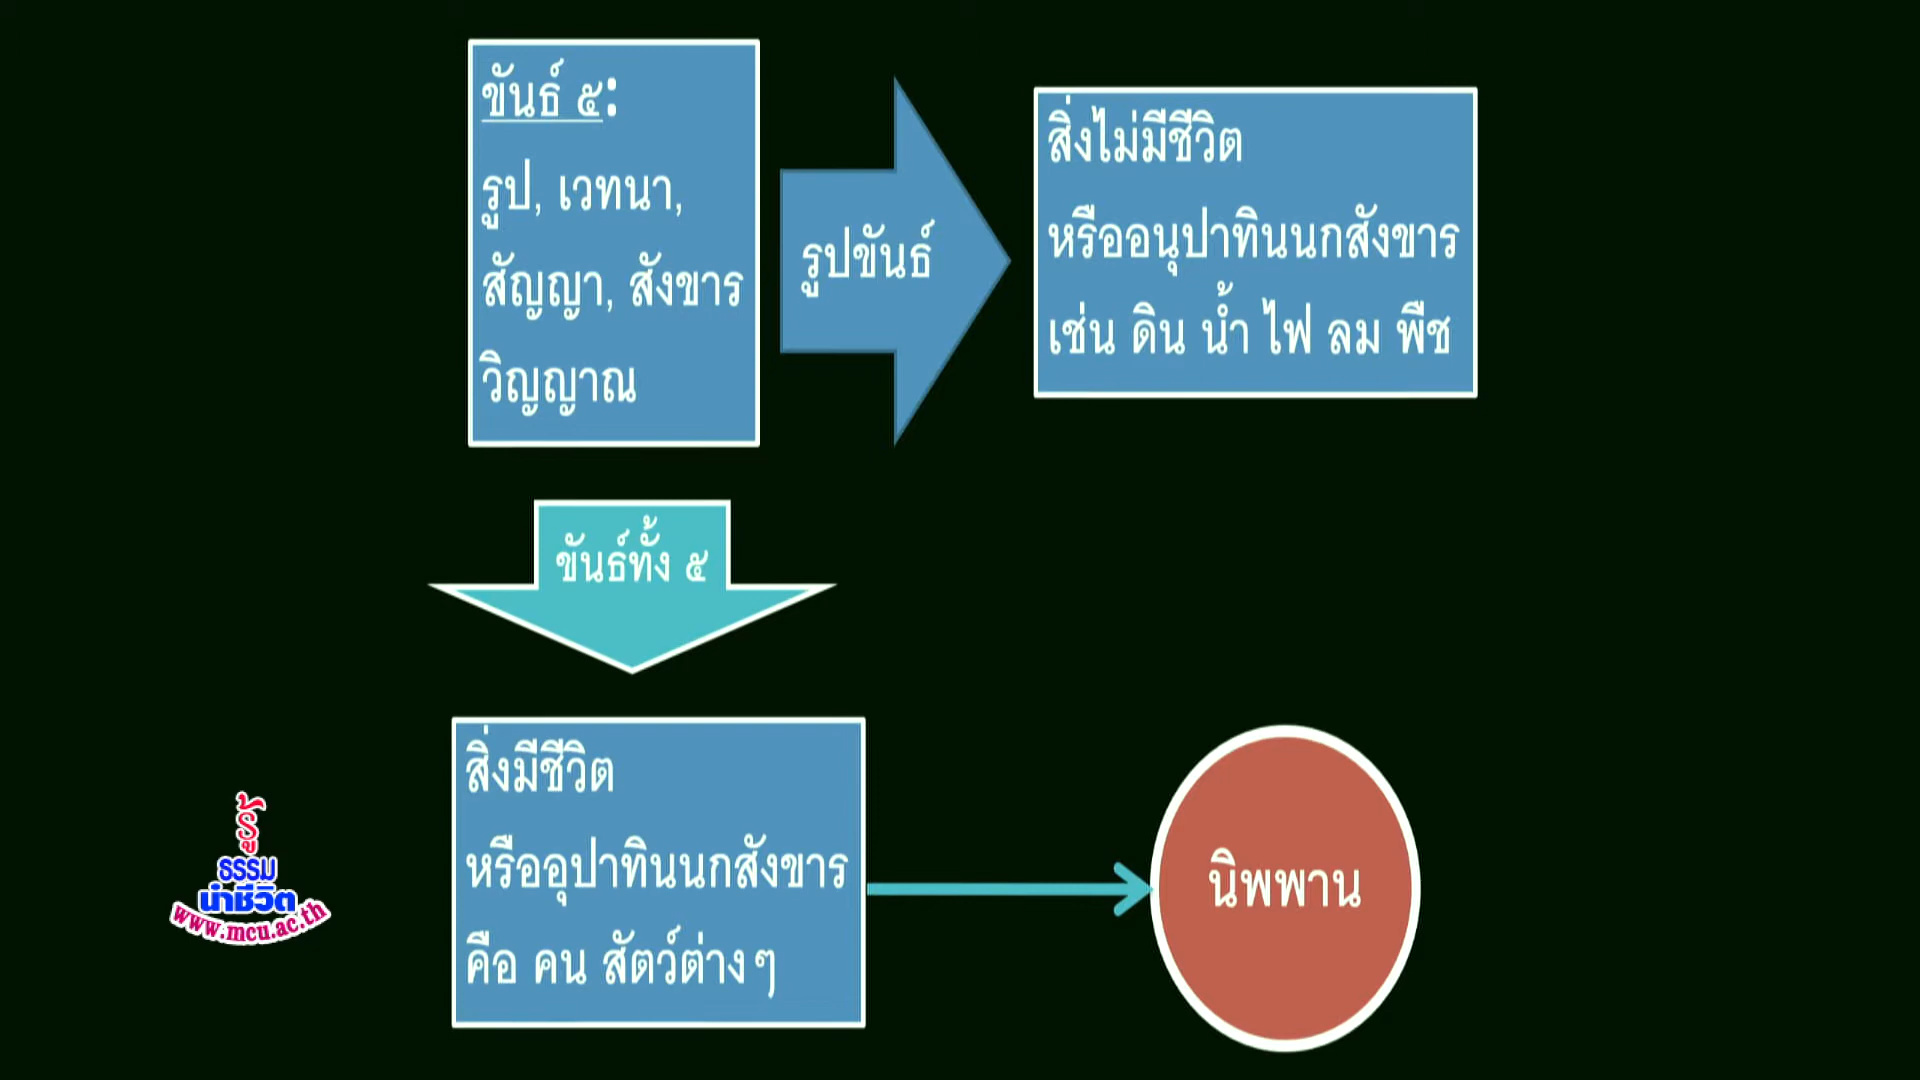 ขันธ์ ๕:
รูป, เวทนา,
สัญญา, สังขาร
วิญญาณ
รูปขันธ์
สิ่งไม่มีชีวิต
หรืออนุปาทินนกสังขาร
เช่น ดิน น้ำ ไฟ ลม พืช
ขันธ์ทั้ง ๕
สิ่งมีชีวิต
หรืออุปาทินนกสังขาร
คือ คน สัตว์ต่างๆ
นิพพาน
รู้
ธรรม
นำชีวิต
www.mcu.ac.th